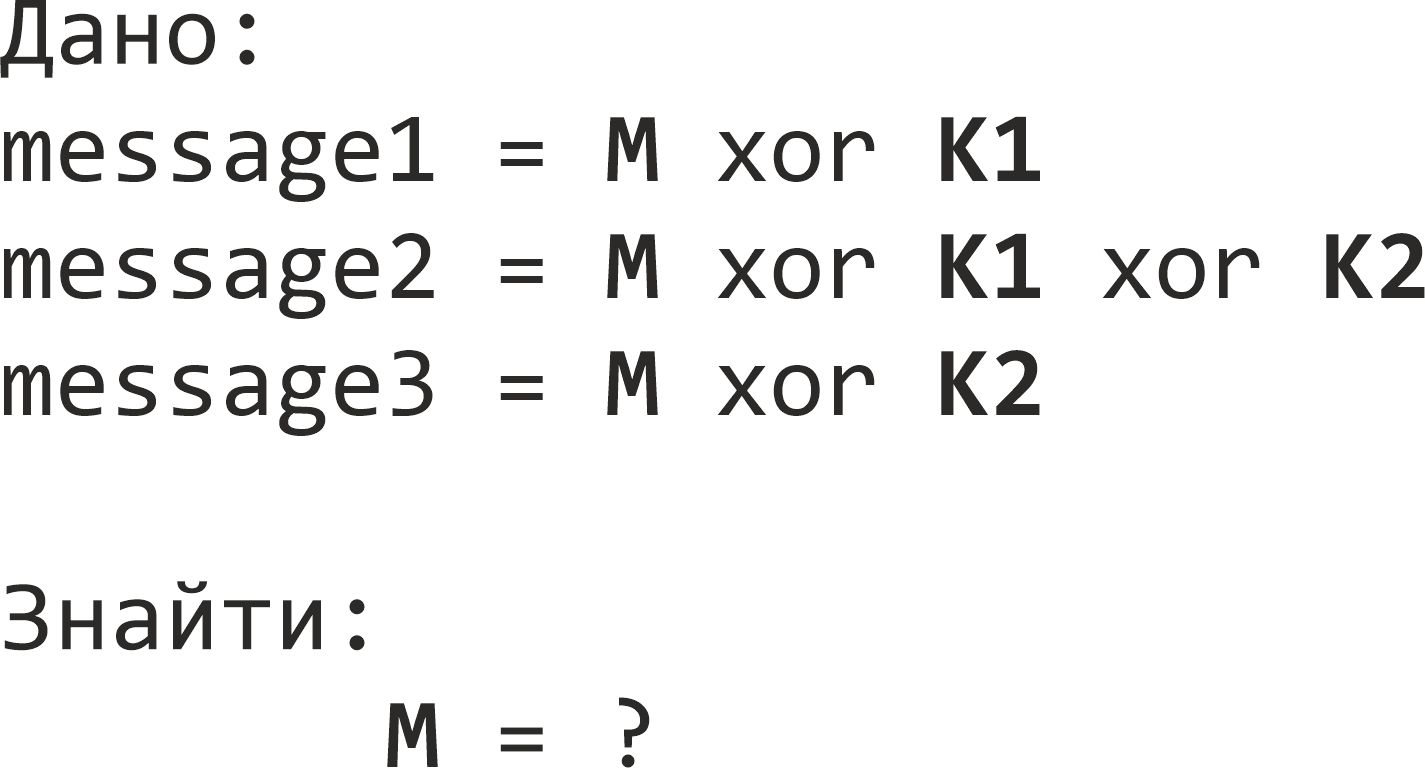 Дано:
message1 = M xor K1
message2 = M xor K1 xor K2
message3 = M xor K2
Знайти:
M = ?